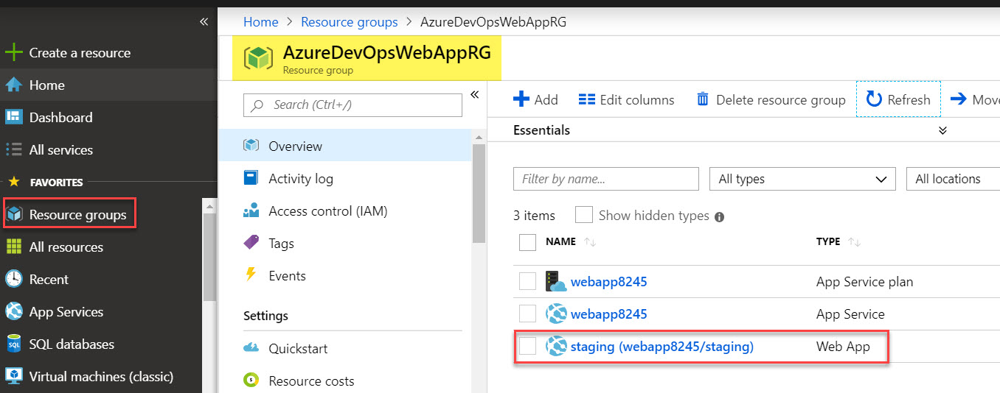 «
Create a resource
Home
Dashboard
All services
FAVORITES
Resource groups
All resources
Recent
App Services
SQL databases
Virtual machines (classic)
Home > Resource groups > AzureDevOpsWebAppRG
AzureDevOpsWebAppRG
Resource group
Search (Ctrl+/)
«
Overview
Activity log
Access control (IAM)
Tags
Events
Settings
Quickstart
Resource costs
Add Edit columns Delete resource group Refresh Move
Essentials
Filter by name... All types All locations
3 items Show hidden types
NAME TYPE
webapp8245 App Service plan
webapp8245 App Service
staging (webapp8245/staging) Web App